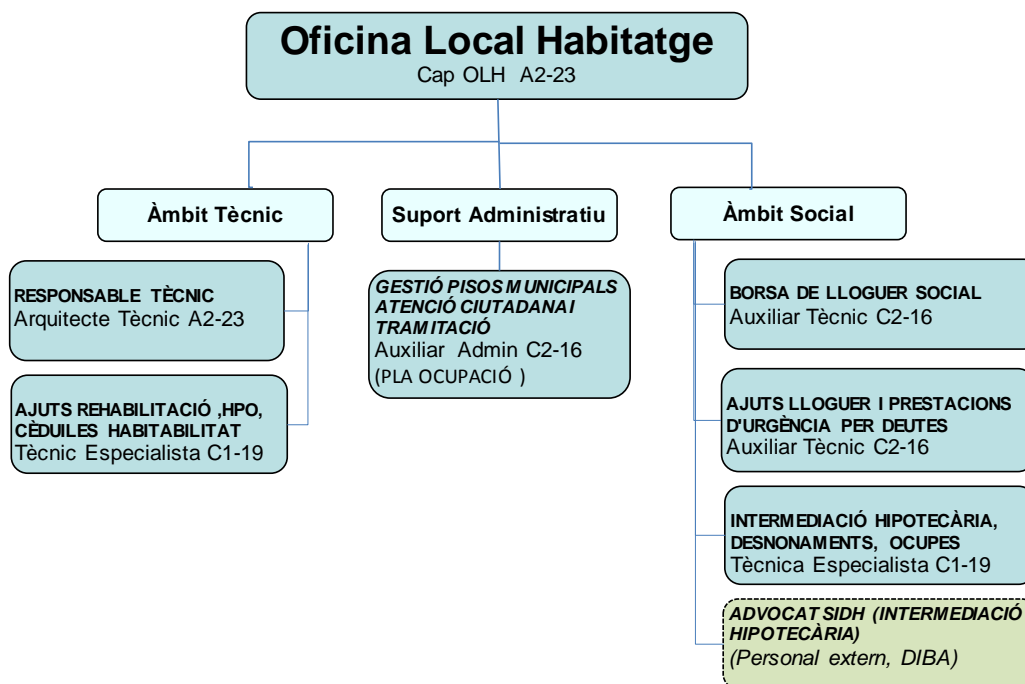 Oficina Local Habitatge
Cap OLH A2-23
Àmbit Tècnic
Suport Administratiu
Àmbit Social
RESPONSABLE TÈCNIC
Arquitecte Tècnic A2-23
AJUTS REHABILITACIÓ ,HPO,
CÈDUILES HABITABILITAT
Tècnic Especialista C1-19
GESTIÓ PISOS MUNICIPALS
ATENCIÓ CIUTADANA I
TRAMITACIÓ
Auxiliar Admin C2-16
(PLA OCUPACIÓ )
BORSA DE LLOGUER SOCIAL
Auxiliar Tècnic C2-16
AJUTS LLOGUER I PRESTACIONS
D'URGÈNCIA PER DEUTES
Auxiliar Tècnic C2-16
INTERMEDIACIÓ HIPOTECÀRIA,
DESNONAMENTS, OCUPES
Tècnica Especialista C1-19
ADVOCAT SIDH (INTERMEDIACIÓ
HIPOTECÀRIA)
(Personal extern, DIBA)